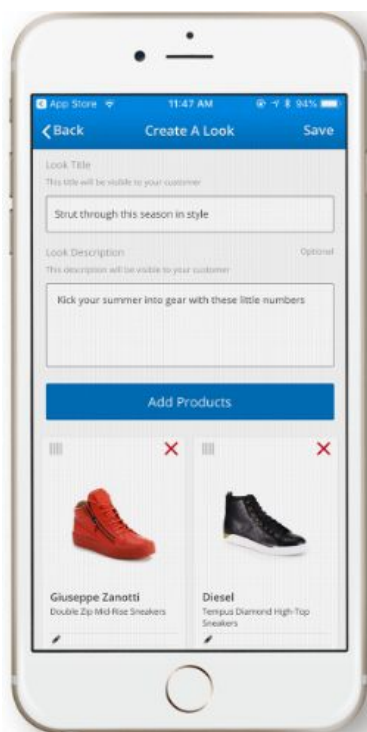 App Store
11:47 AM
94%
Back
Create A Look
Save
Look Title
This title will be visible to your customer
Strut through this season in style
Look Description
Optional
This description will be visible to your customer
Kick your summer into gear with these little numbers
Add Products
Giuseppe Zanotti
Double Zip Mid-Rise Sneakers
Diesel
Tempus Diamond High-Top
Sneakers